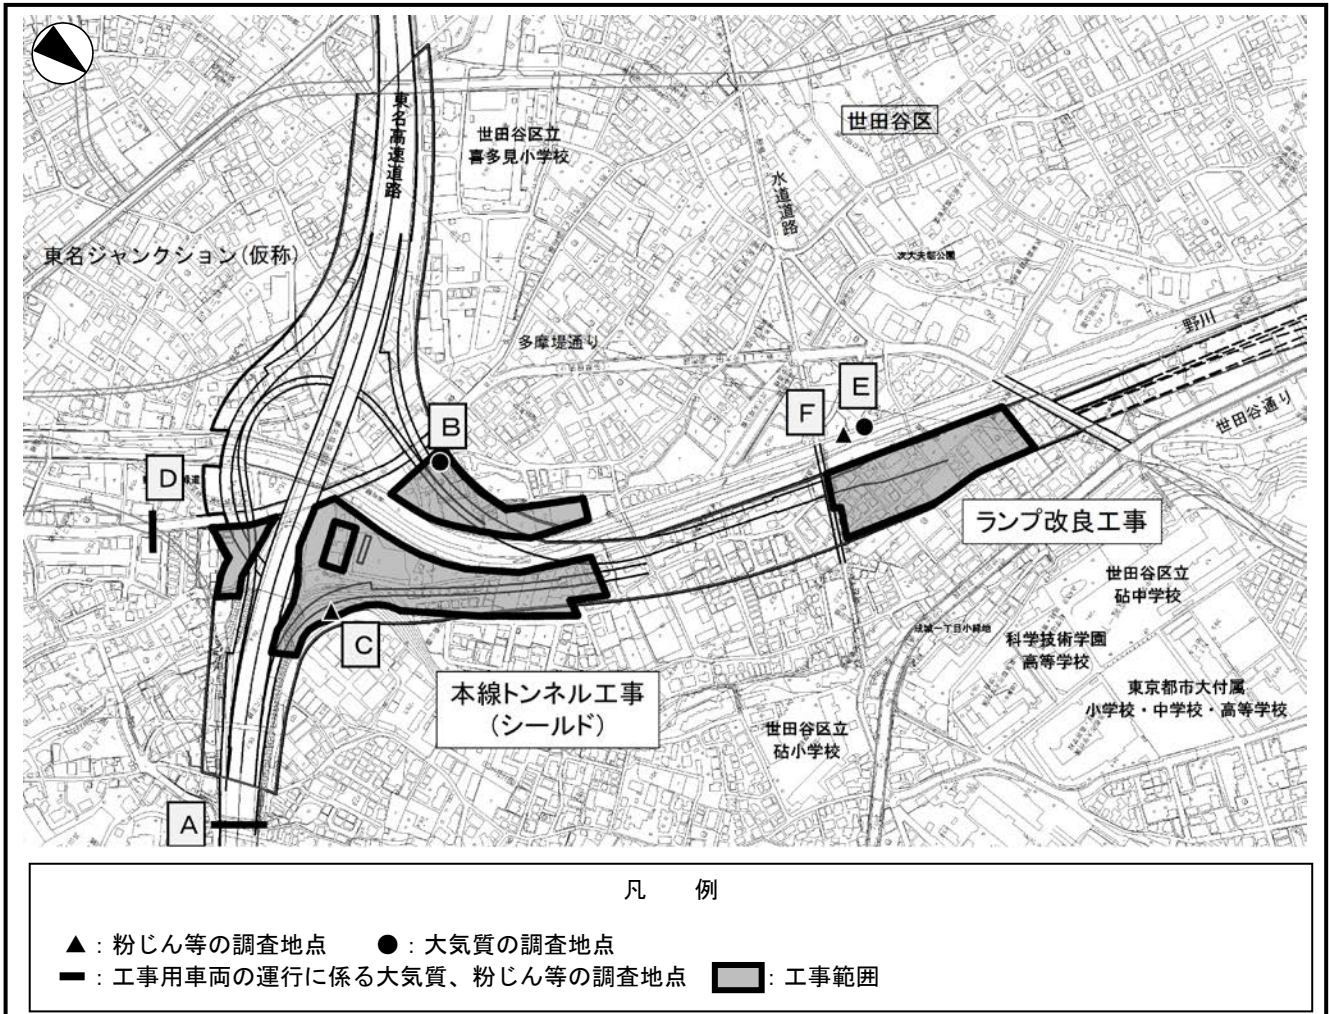 東名高速道路
世田谷区立
喜多見小学校
世田谷区
水道道路
東名ジャンクション(仮称)
次大夫堀公園
多摩堤通り
野川
世田谷通り
E
F
B
D
ランプ改良工事
世田谷区立
砧中学校
成城一丁目小緑地
科学技術学園
高等学校
C
本線トンネル工事
(シールド)
東京都市大付属
小学校・中学校・高等学校
世田谷区立
砧小学校
A
凡 例
▲：粉じん等の調査地点 ●：大気質の調査地点
━：工事用車両の運行に係る大気質、粉じん等の調査地点 ：工事範囲